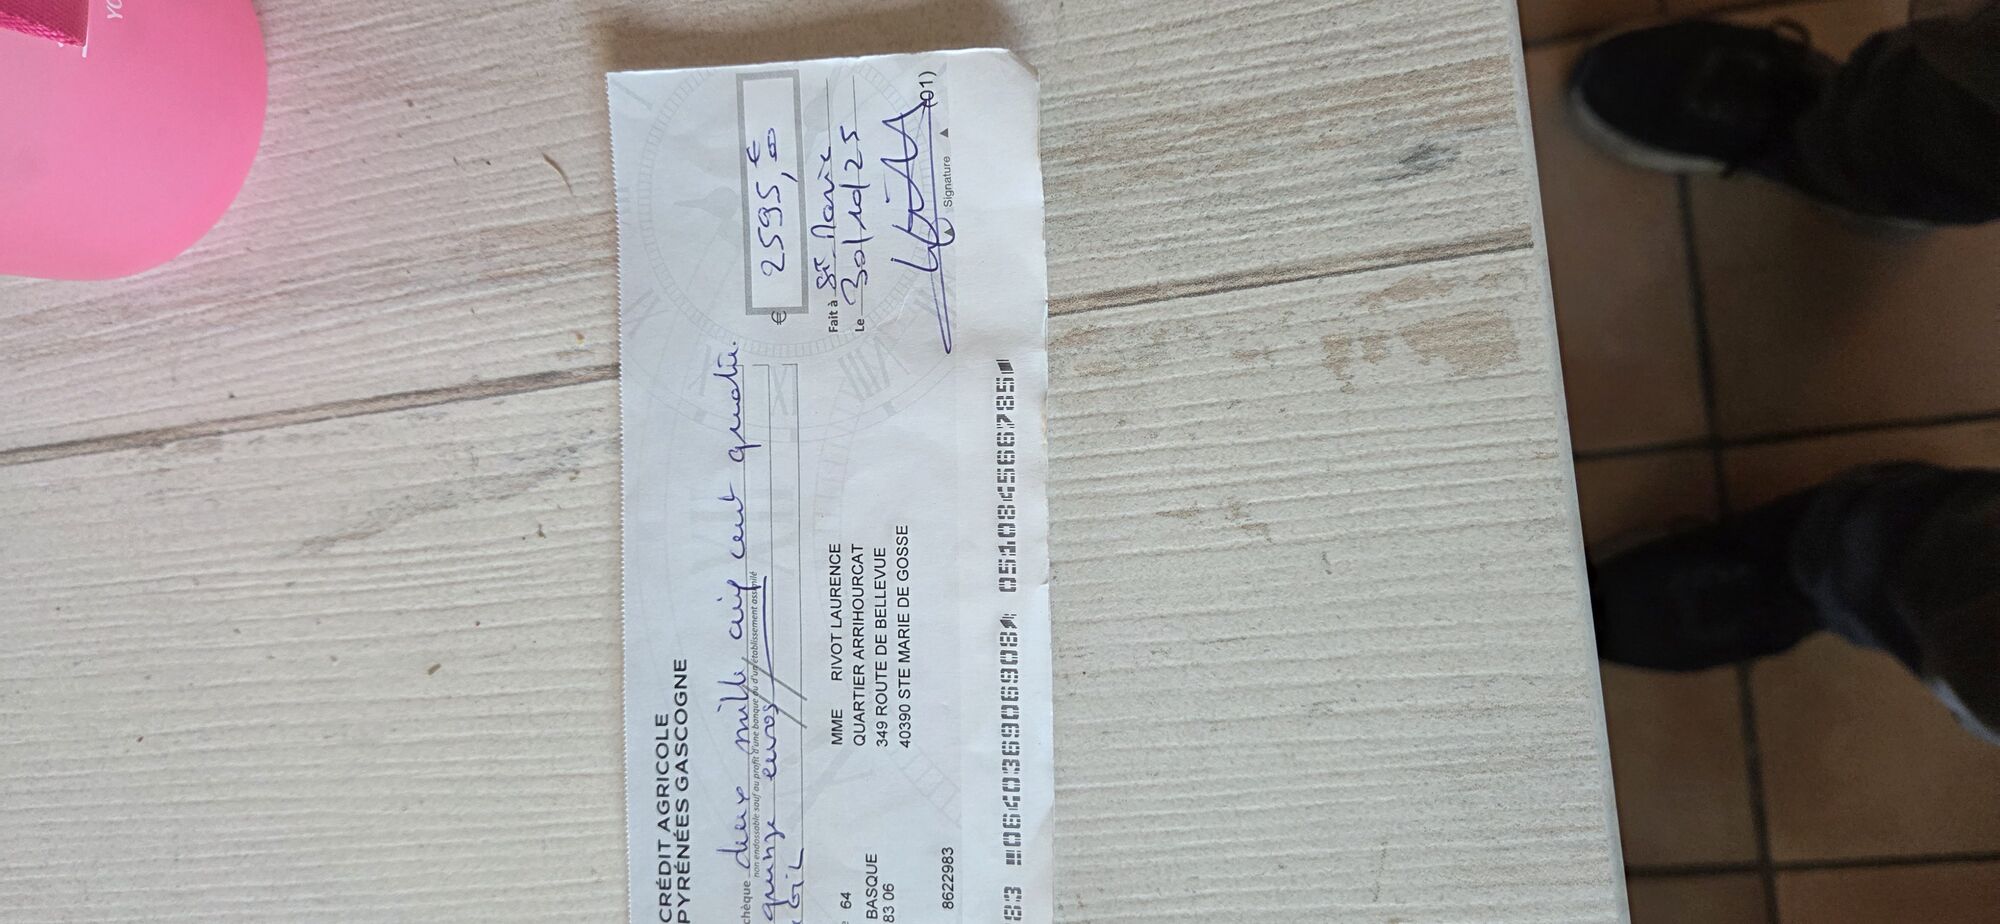 CRÉDIT AGRICOLE
PYRÉNÉES GASCOGNE
chèque deux mille cinq cent quatre.
non endossable sauf au profit d'une banque ou d'un établissement assimilé
quinze euros
€ 2595,00 €
Fait à St Marie
Le 30/10/25
MME RIVOT LAURENCE
QUARTIER ARRIHOURCAT
349 ROUTE DE BELLEVUE
40390 STE MARIE DE GOSSE
64
BASQUE
83 06
8622983
(01)
Signature